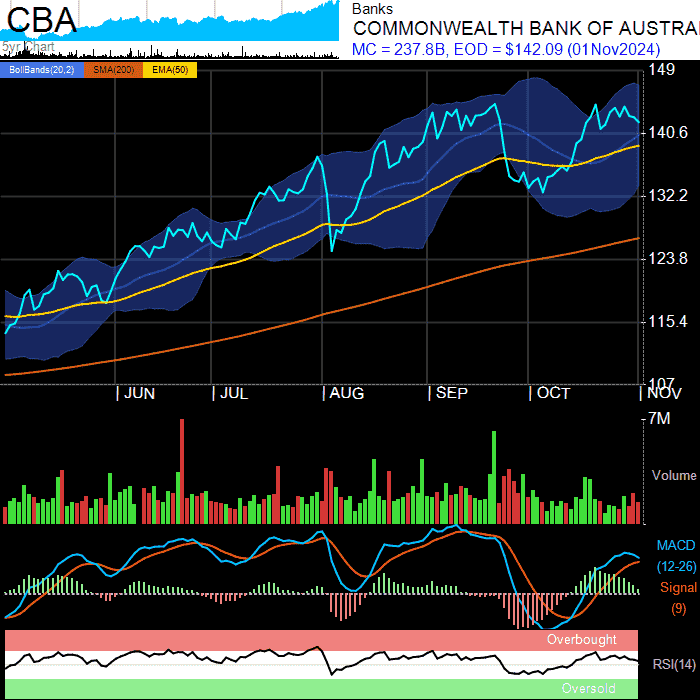 CBA
5yr Chart
Banks
COMMONWEALTH BANK OF AUSTRA
MC = 237.8B, EOD = $142.09 (01Nov2024)
BollBands(20,2) SMA(200) EMA(50)
149
140.6
132.2
123.8
115.4
107
JUN JUL AUG SEP OCT NOV
7M
Volume
MACD
(12-26)
Signal
(9)
Overbought
RSI(14)
Oversold